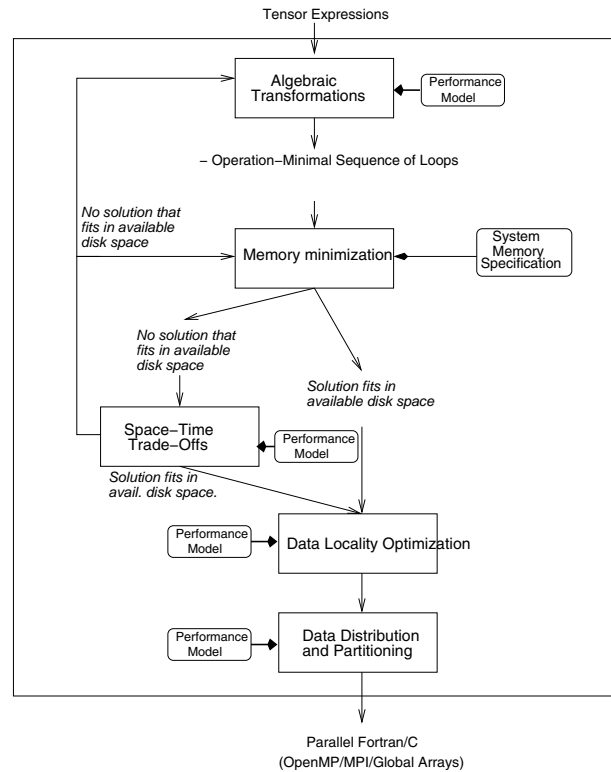 Tensor Expressions
Algebraic
Transformations
Performance
Model
− Operation−Minimal Sequence of Loops
No solution that
fits in available
disk space
Memory minimization
System
Memory
Specification
No solution that
fits in available
disk space
Solution fits in
available disk space
Space−Time
Trade−Offs
Performance
Model
Solution fits in
avail. disk space.
Performance
Model
Data Locality Optimization
Performance
Model
Data Distribution
and Partitioning
Parallel Fortran/C
(OpenMP/MPI/Global Arrays)